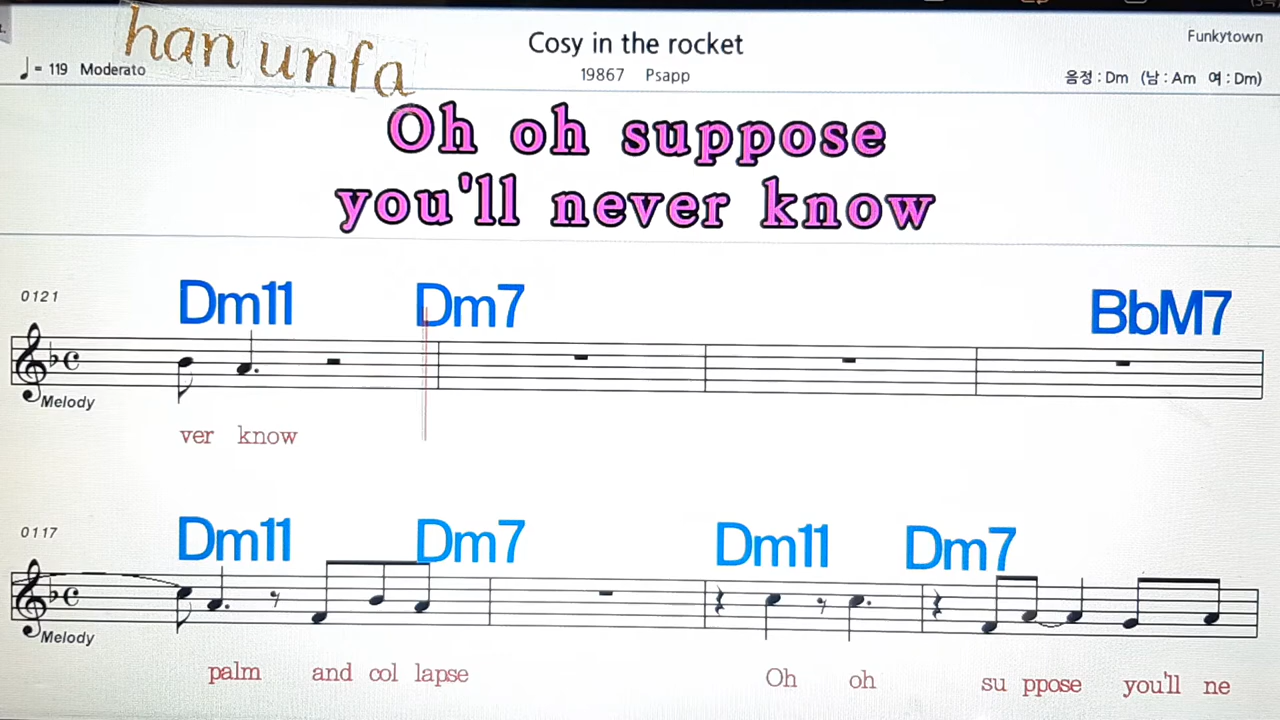 han unfa
Cosy in the rocket
Funkytown
♩= 119 Moderato
19867 Psapp
음정 : Dm (남 : Am 여 : Dm)
Oh oh suppose
you'll never know
0121
Dm11 Dm7 BbM7
Melody
ver know
0117
Dm11 Dm7 Dm11 Dm7
Melody
palm and col lapse Oh oh su ppose you'll ne